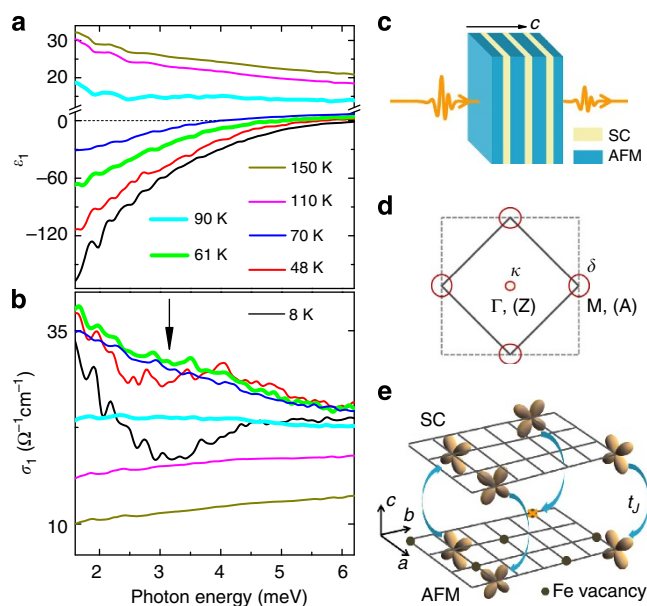 a
30
20
0
−60
−120
ε1
150 K
110 K
90 K
70 K
61 K
48 K
b
8 K
35
10
σ1 (Ω−1cm−1)
2 3 4 5 6
Photon energy (meV)
c
c
SC
AFM
d
κ
δ
Γ, (Z)
M, (A)
e
SC
tJ
c
b
a
AFM
Fe vacancy